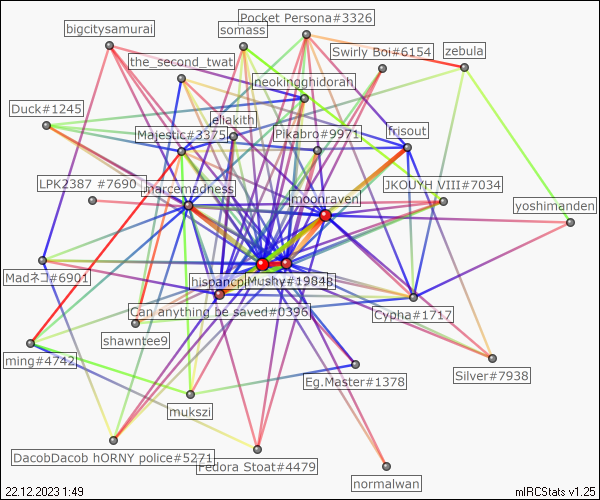 Pocket Persona#3326
bigcitysamurai
somass
Swirly Boi#6154
zebula
the_second_twat
neokingghidorah
Duck#1245
eliakith
Majestic#3375
Pikabro#9971
frisout
LPK2387 #7690
marcemadness
JKOUYH VIII#7034
moonraven
yoshimanden
Madネコ#6901
Mushy#1984
Can anything be saved#0396
Cypha#1717
shawntee9
ming#4742
Silver#7938
Eg.Master#1378
mukszi
DacobDacob hORNY police#5271
Fedora Stoat#4479
normalwan
22.12.2023 1:49
mIRCStats v1.25